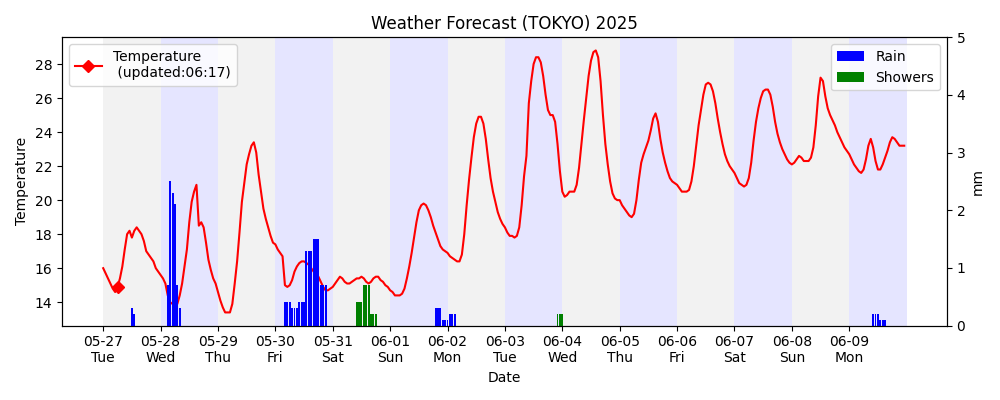 Weather Forecast (TOKYO) 2025
Temperature
(updated:06:17)
Rain
Showers
Temperature
28
26
24
22
20
18
16
14
5
4
3
2
1
0
mm
05-27 05-28 05-29 05-30 05-31 06-01 06-02 06-03 06-04 06-05 06-06 06-07 06-08 06-09
Tue Wed Thu Fri Sat Sun Mon Tue Wed Thu Fri Sat Sun Mon
Date